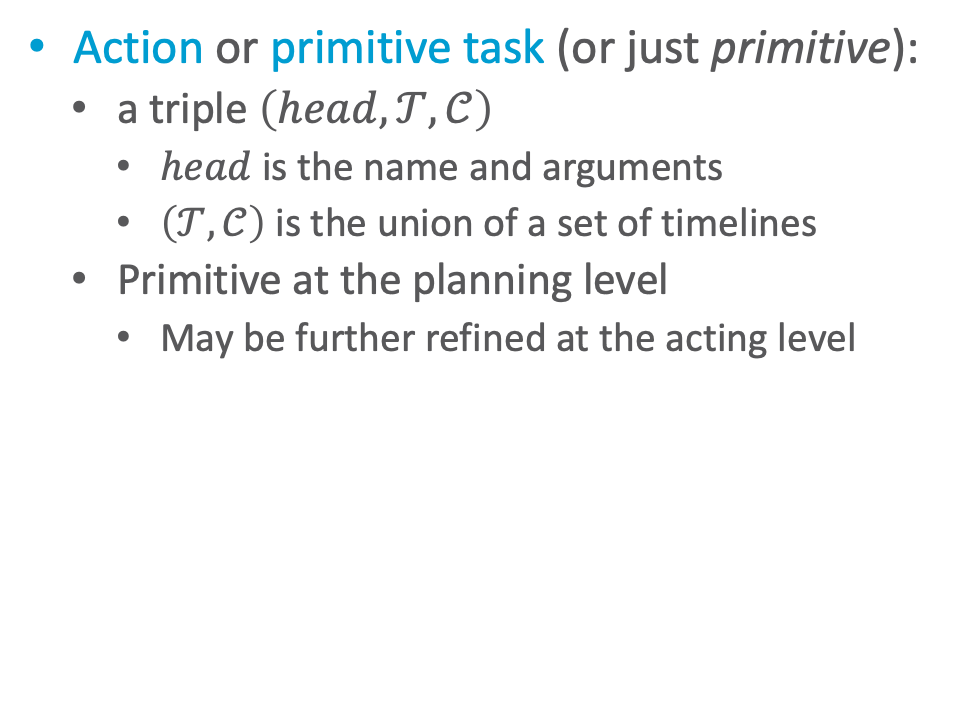 • Action or primitive task (or just primitive):
• a triple (ℎ𝑒𝑎𝑑, 𝒯, 𝒞)
• ℎ𝑒𝑎𝑑 is the name and arguments
• (𝒯, 𝒞) is the union of a set of timelines
• Primitive at the planning level
• May be further refined at the acting level